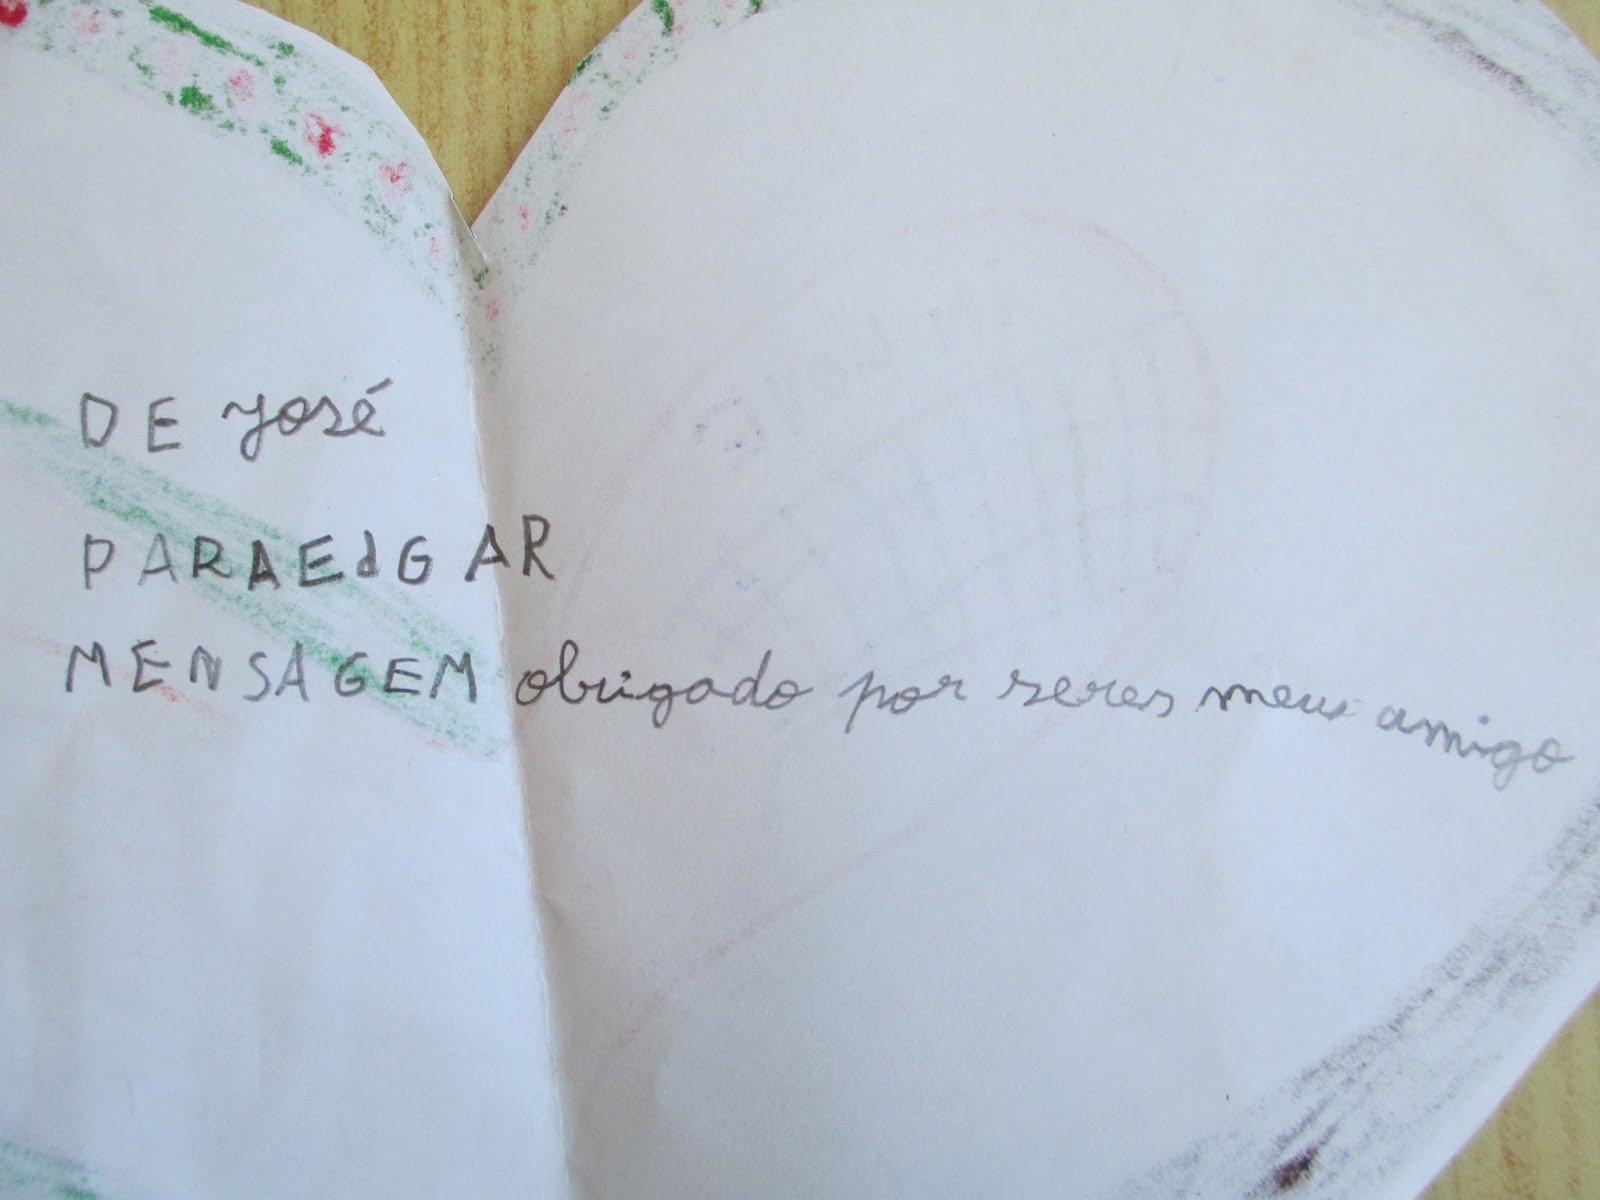 DE José
PARAEdGAR
MENSAGEM obrigado por seres meu amigo